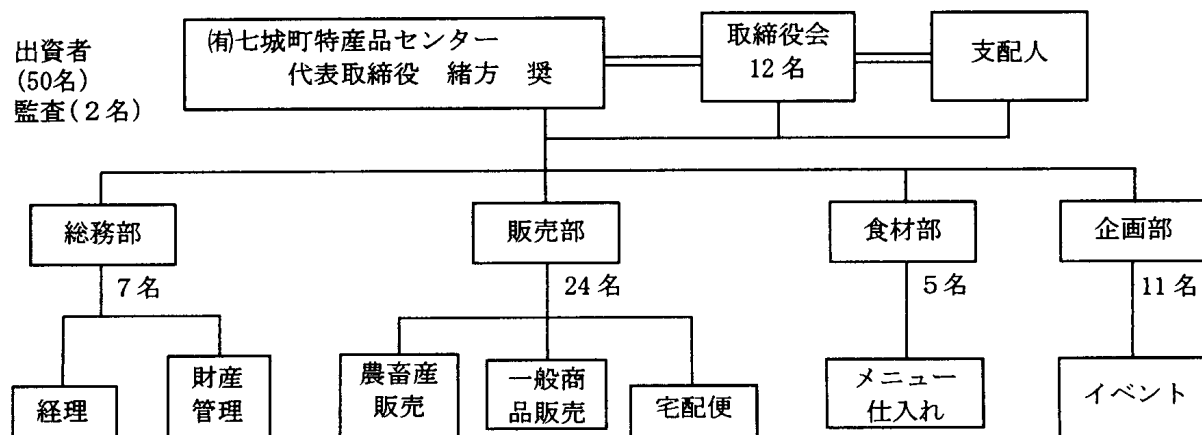 出資者
(50名)
監査(2名)
㈲七城町特産品センター
代表取締役 緒方 奨
取締役会
12名
支配人
総務部
販売部
食材部
企画部
7名
24名
5名
11名
経理
財産
管理
農畜産
販売
一般商
品販売
宅配便
メニュー
仕入れ
イベント